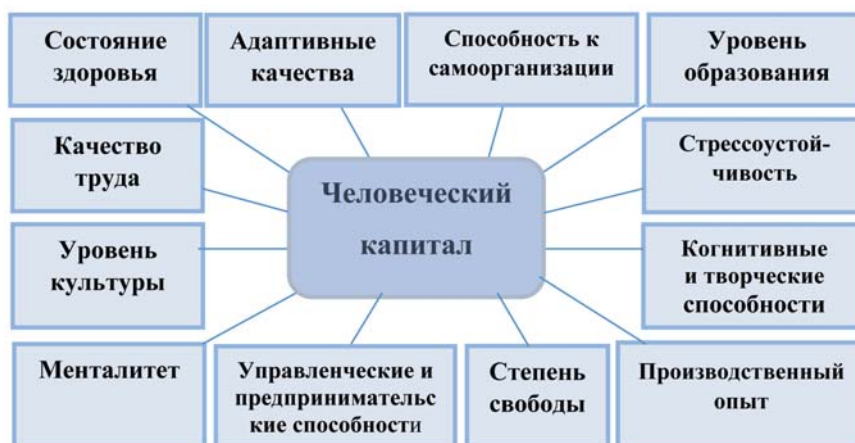 Состояние
здоровья
Адаптивные
качества
Способность к
самоорганизации
Уровень
образования
Качество
труда
Человеческий
капитал
Стрессоустой-
чивость
Уровень
культуры
Когнитивные
и творческие
способности
Менталитет
Управленческие и
предпринимательс
кие способности
Степень
свободы
Производственный
опыт